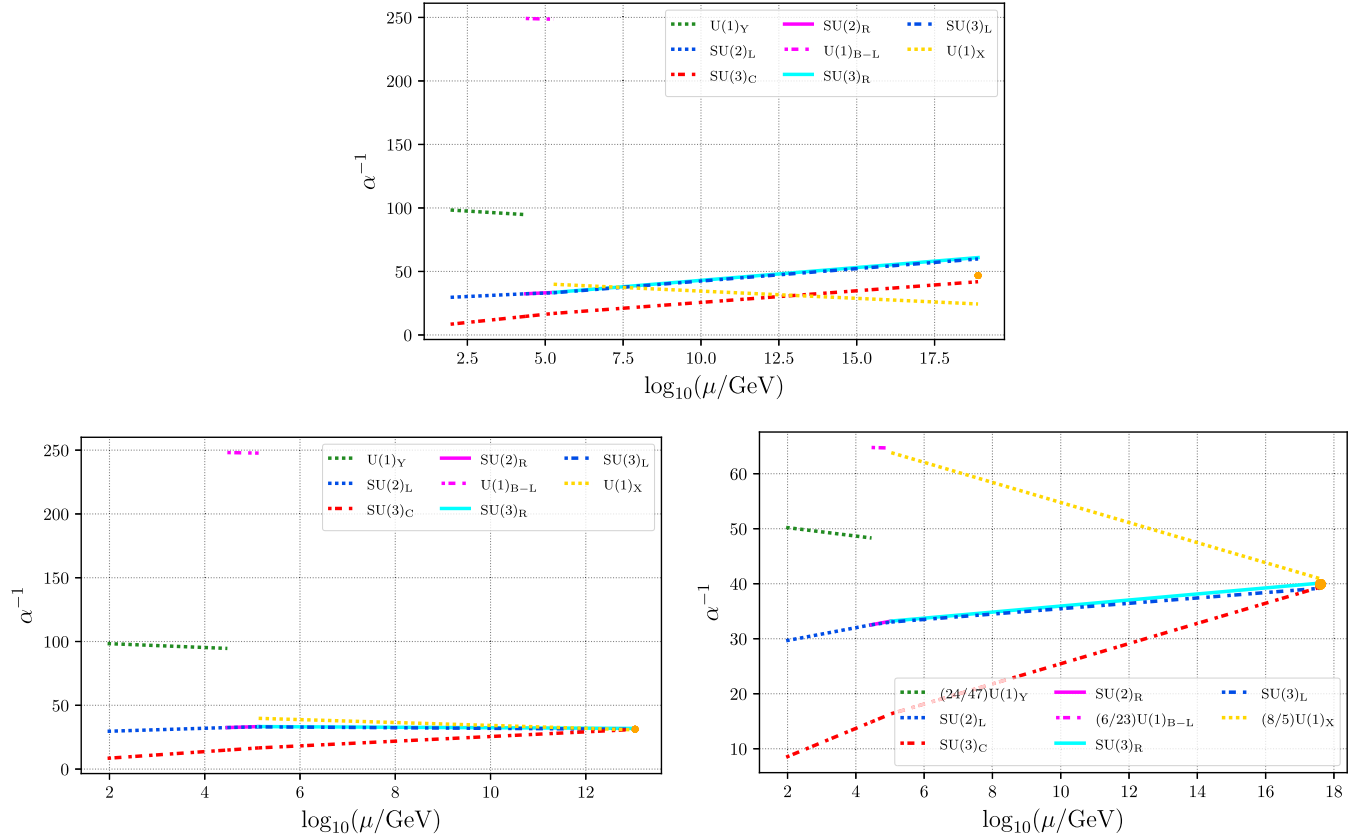 250
200
150
100
50
0
α⁻¹
U(1)Y
SU(2)L
SU(3)C
SU(2)R
U(1)B−L
SU(3)R
SU(3)L
U(1)X
2.5 5.0 7.5 10.0 12.5 15.0 17.5
log₁₀(μ/GeV)
250
200
150
100
50
0
α⁻¹
U(1)Y
SU(2)L
SU(3)C
SU(2)R
U(1)B−L
SU(3)R
SU(3)L
U(1)X
2 4 6 8 10 12
log₁₀(μ/GeV)
60
50
40
30
20
10
α⁻¹
(24/47)U(1)Y
SU(2)L
SU(3)C
SU(2)R
(6/23)U(1)B−L
SU(3)R
SU(3)L
(8/5)U(1)X
2 4 6 8 10 12 14 16 18
log₁₀(μ/GeV)